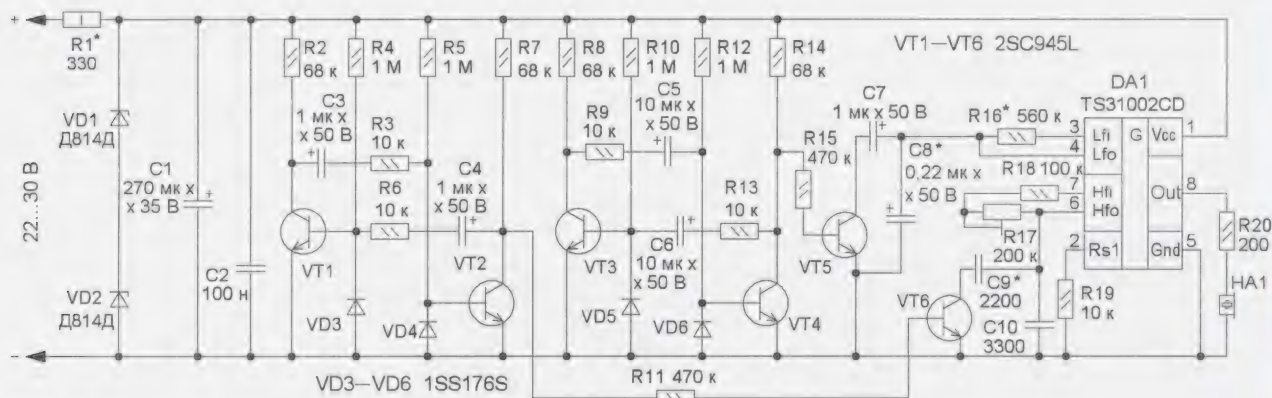 +
R1*
330
VD1
Д814Д
VD2
Д814Д
22...30 В
–
C1
270 мк х
х 35 В
C2
100 н
R2
68 к
R4
1 М
R5
1 М
R7
68 к
C3
1 мк х
х 50 В
R3
10 к
R6
10 к
C4
1 мк х
х 50 В
VT1
VT2
VD3
VD4
VD3–VD6 1SS176S
R8
68 к
R10
1 М
R12
1 М
R14
68 к
C5
10 мк х
х 50 В
R9
10 к
R13
10 к
C6
10 мк х
х 50 В
VT3
VT4
VD5
VD6
R11 470 к
VT1–VT6 2SC945L
C7
1 мк х 50 В
R15
470 к
C8*
0,22 мк х
х 50 В
VT5
VT6
R16* 560 к
R18 100 к
R17
200 к
C9*
2200
C10
3300
R19
10 к
DA1
TS31002CD
3
Lfi
G
Vcc
1
4
Lfo
7
Hfi
Out
8
6
Hfo
2
Rs1
Gnd
5
R20
200
HA1